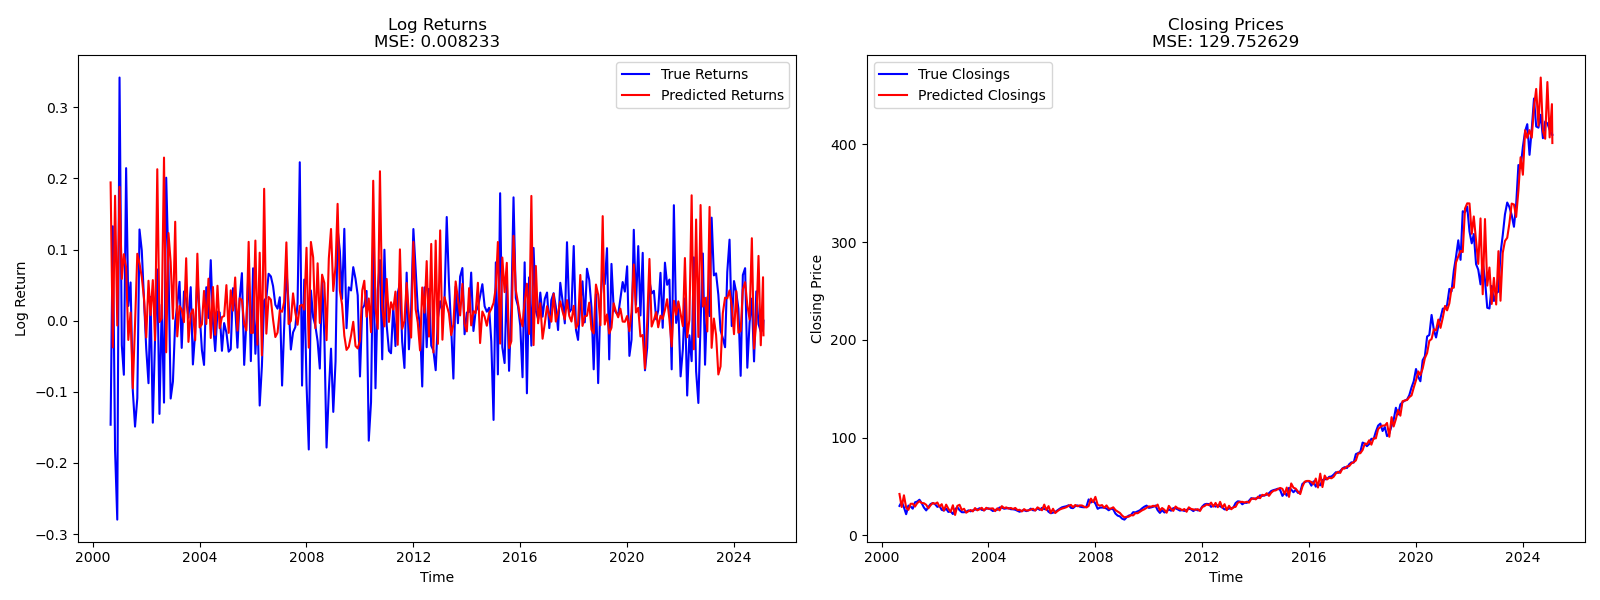 Log Returns
MSE: 0.008233
True Returns
Predicted Returns
Log Return
0.3
0.2
0.1
0.0
−0.1
−0.2
−0.3
2000
2004
2008
2012
2016
2020
2024
Time
Closing Prices
MSE: 129.752629
True Closings
Predicted Closings
Closing Price
400
300
200
100
0
2000
2004
2008
2012
2016
2020
2024
Time